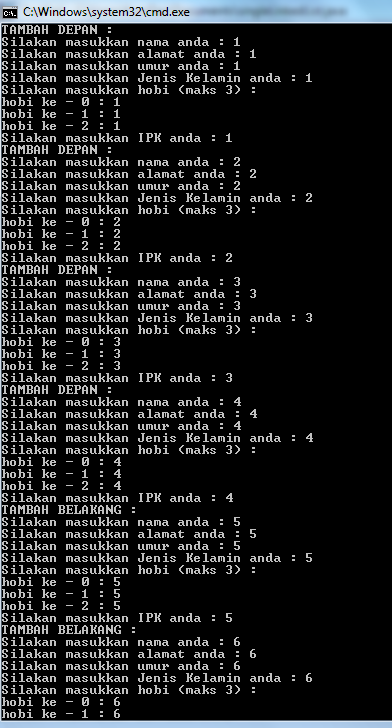 C:\Windows\system32\cmd.exe
TAMBAH DEPAN :
Silakan masukkan nama anda : 1
Silakan masukkan alamat anda : 1
Silakan masukkan umur anda : 1
Silakan masukkan Jenis Kelamin anda : 1
Silakan masukkan hobi (maks 3) :
hobi ke - 0 : 1
hobi ke - 1 : 1
hobi ke - 2 : 1
Silakan masukkan IPK anda : 1
TAMBAH DEPAN :
Silakan masukkan nama anda : 2
Silakan masukkan alamat anda : 2
Silakan masukkan umur anda : 2
Silakan masukkan Jenis Kelamin anda : 2
Silakan masukkan hobi (maks 3) :
hobi ke - 0 : 2
hobi ke - 1 : 2
hobi ke - 2 : 2
Silakan masukkan IPK anda : 2
TAMBAH DEPAN :
Silakan masukkan nama anda : 3
Silakan masukkan alamat anda : 3
Silakan masukkan umur anda : 3
Silakan masukkan Jenis Kelamin anda : 3
Silakan masukkan hobi (maks 3) :
hobi ke - 0 : 3
hobi ke - 1 : 3
hobi ke - 2 : 3
Silakan masukkan IPK anda : 3
TAMBAH DEPAN :
Silakan masukkan nama anda : 4
Silakan masukkan alamat anda : 4
Silakan masukkan umur anda : 4
Silakan masukkan Jenis Kelamin anda : 4
Silakan masukkan hobi (maks 3) :
hobi ke - 0 : 4
hobi ke - 1 : 4
hobi ke - 2 : 4
Silakan masukkan IPK anda : 4
TAMBAH BELAKANG :
Silakan masukkan nama anda : 5
Silakan masukkan alamat anda : 5
Silakan masukkan umur anda : 5
Silakan masukkan Jenis Kelamin anda : 5
Silakan masukkan hobi (maks 3) :
hobi ke - 0 : 5
hobi ke - 1 : 5
hobi ke - 2 : 5
Silakan masukkan IPK anda : 5
TAMBAH BELAKANG :
Silakan masukkan nama anda : 6
Silakan masukkan alamat anda : 6
Silakan masukkan umur anda : 6
Silakan masukkan Jenis Kelamin anda : 6
Silakan masukkan hobi (maks 3) :
hobi ke - 0 : 6
hobi ke - 1 : 6